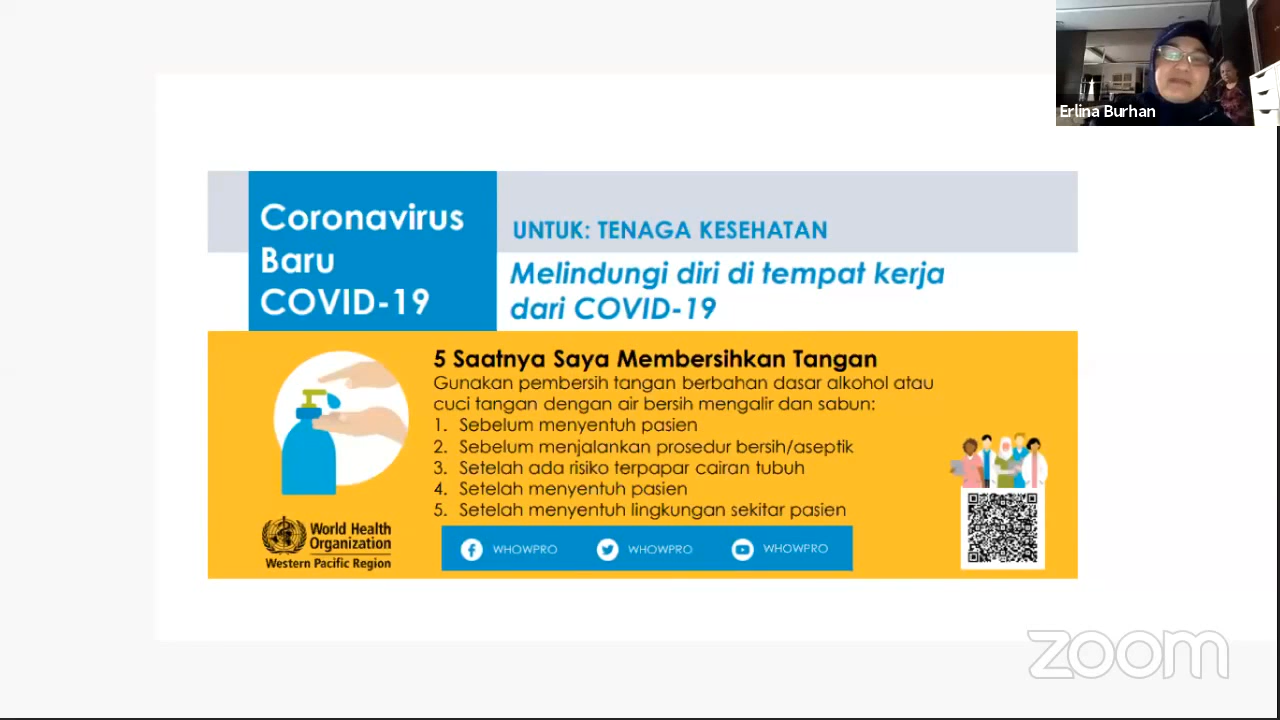 Erlina Burhan
Coronavirus
Baru
COVID-19
UNTUK: TENAGA KESEHATAN
Melindungi diri di tempat kerja
dari COVID-19
5 Saatnya Saya Membersihkan Tangan
Gunakan pembersih tangan berbahan dasar alkohol atau
cuci tangan dengan air bersih mengalir dan sabun:
1. Sebelum menyentuh pasien
2. Sebelum menjalankan prosedur bersih/aseptik
3. Setelah ada risiko terpapar cairan tubuh
4. Setelah menyentuh pasien
5. Setelah menyentuh lingkungan sekitar pasien
World Health
Organization
Western Pacific Region
WHOWPRO WHOWPRO WHOWPRO
zoom